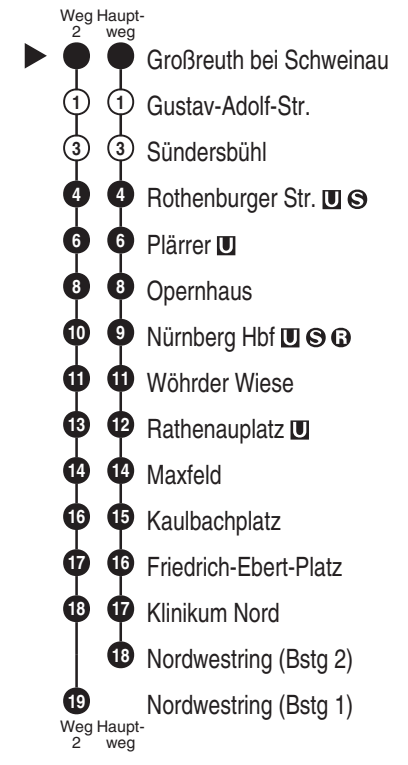 Weg Haupt-
2 weg
Großreuth bei Schweinau
1 1 Gustav-Adolf-Str.
3 3 Sündersbühl
4 4 Rothenburger Str. U S
6 6 Plärrer U
8 8 Opernhaus
10 9 Nürnberg Hbf U S R
11 11 Wöhrder Wiese
13 12 Rathenauplatz U
14 14 Maxfeld
16 15 Kaulbachplatz
17 16 Friedrich-Ebert-Platz
18 17 Klinikum Nord
18 Nordwestring (Bstg 2)
19 Nordwestring (Bstg 1)
Weg Haupt-
2 weg